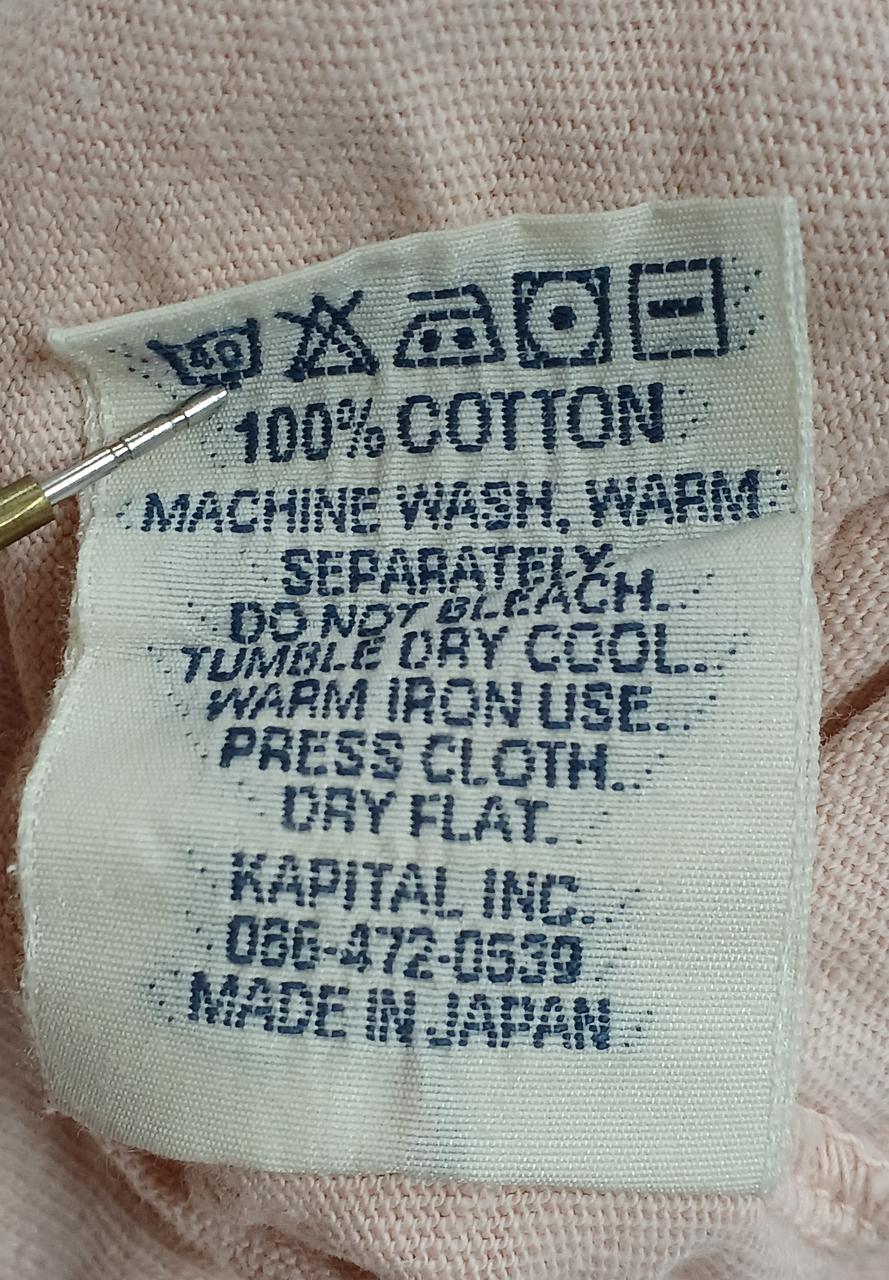 40
100% COTTON
MACHINE WASH, WARM
SEPARATELY.
DO NOT BLEACH.
TUMBLE DRY COOL.
WARM IRON USE.
PRESS CLOTH.
DRY FLAT.
KAPITAL INC.
086-472-0539
MADE IN JAPAN